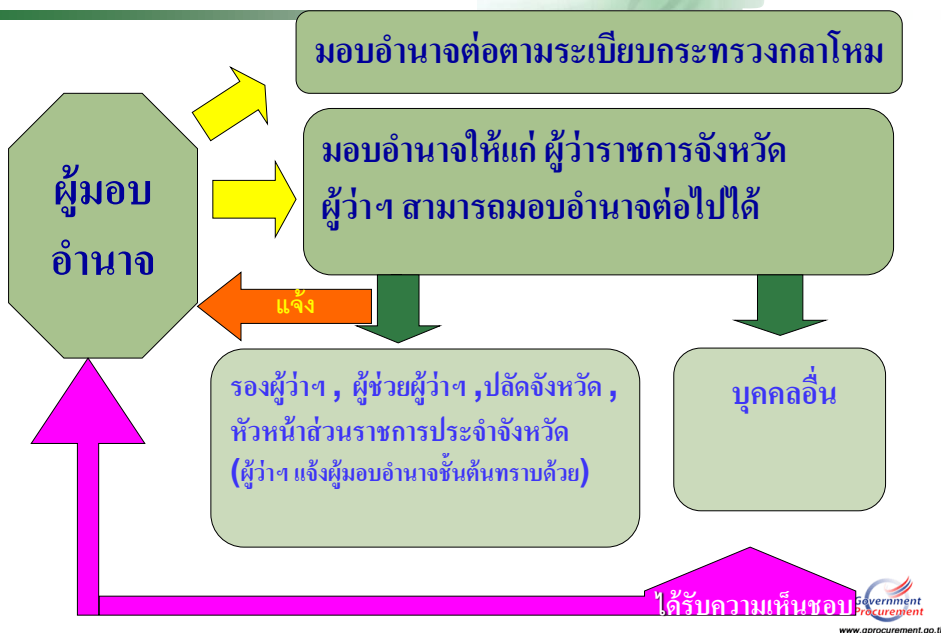 มอบอำนาจต่อตามระเบียบกระทรวงกลาโหม
ผู้มอบ
อำนาจ
มอบอำนาจให้แก่ ผู้ว่าราชการจังหวัด
ผู้ว่าฯ สามารถมอบอำนาจต่อไปได้
แจ้ง
รองผู้ว่าฯ , ผู้ช่วยผู้ว่าฯ ,ปลัดจังหวัด ,
หัวหน้าส่วนราชการประจำจังหวัด
(ผู้ว่าฯ แจ้งผู้มอบอำนาจชั้นต้นทราบด้วย)
บุคคลอื่น
ได้รับความเห็นชอบ
Government
Procurement
www.gprocurement.go.t